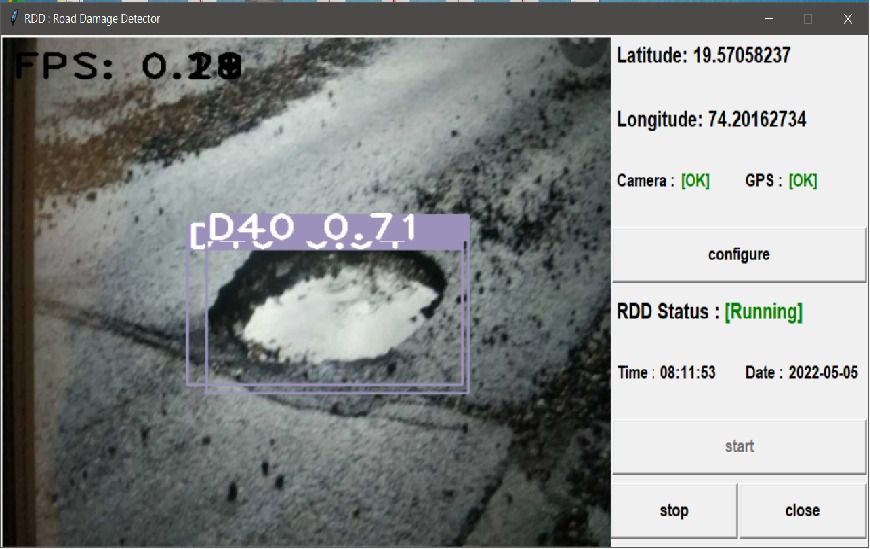 RDD : Road Damage Detector
FPS: 0.
D40 0.71
Latitude: 19.57058237
Longitude: 74.20162734
Camera : [OK] GPS : [OK]
configure
RDD Status : [Running]
Time : 08:11:53 Date : 2022-05-05
start
stop close